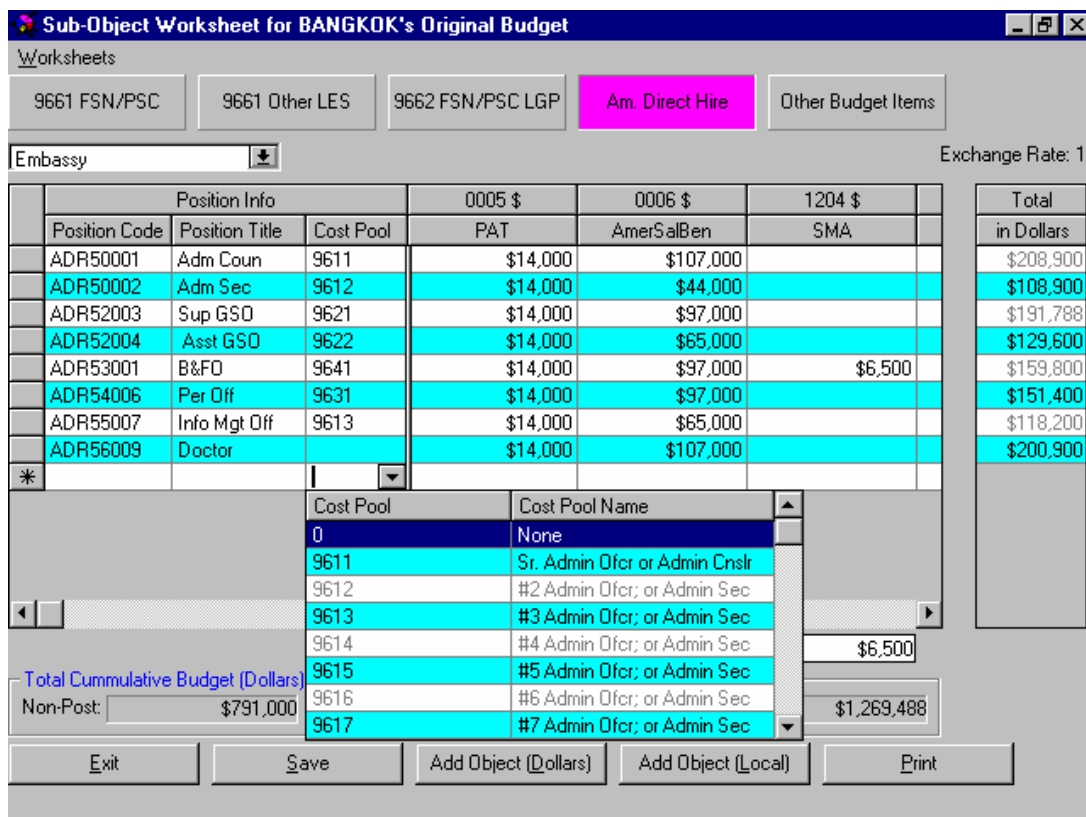 Sub-Object Worksheet for BANGKOK's Original Budget
Worksheets
9661 FSN/PSC 9661 Other LES 9662 FSN/PSC LGP Am. Direct Hire Other Budget Items
Embassy Exchange Rate: 1
Position Info 0005 $ 0006 $ 1204 $ Total
Position Code Position Title Cost Pool PAT AmerSalBen SMA in Dollars
ADR50001 Adm Coun 9611 $14,000 $107,000 $208,900
ADR50002 Adm Sec 9612 $14,000 $44,000 $108,900
ADR52003 Sup GSO 9621 $14,000 $97,000 $191,788
ADR52004 Asst GSO 9622 $14,000 $65,000 $129,600
ADR53001 B&FO 9641 $14,000 $97,000 $6,500 $159,800
ADR54006 Per Off 9631 $14,000 $97,000 $151,400
ADR55007 Info Mgt Off 9613 $14,000 $65,000 $118,200
ADR56009 Doctor $14,000 $107,000 $200,900
*
Cost Pool Cost Pool Name
0 None
9611 Sr. Admin Ofcr or Admin Cnslr
9612 #2 Admin Ofcr; or Admin Sec
9613 #3 Admin Ofcr; or Admin Sec
9614 #4 Admin Ofcr; or Admin Sec
9615 #5 Admin Ofcr; or Admin Sec
9616 #6 Admin Ofcr; or Admin Sec
9617 #7 Admin Ofcr; or Admin Sec
$6,500
Total Cummulative Budget (Dollars)
Non-Post: $791,000 $1,269,488
Exit Save Add Object (Dollars) Add Object (Local) Print